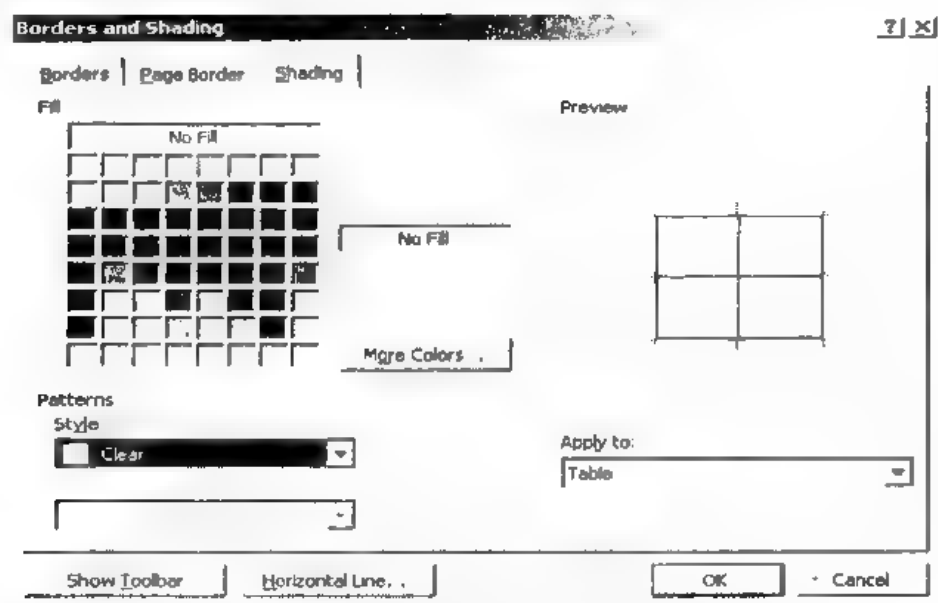 Borders and Shading
Borders Page Border Shading
Fill
Preview
No Fill
No Fill
More Colors . .
Patterns
Style
Clear
Apply to:
Table
Show Toolbar
Horizontal Line. .
OK
Cancel